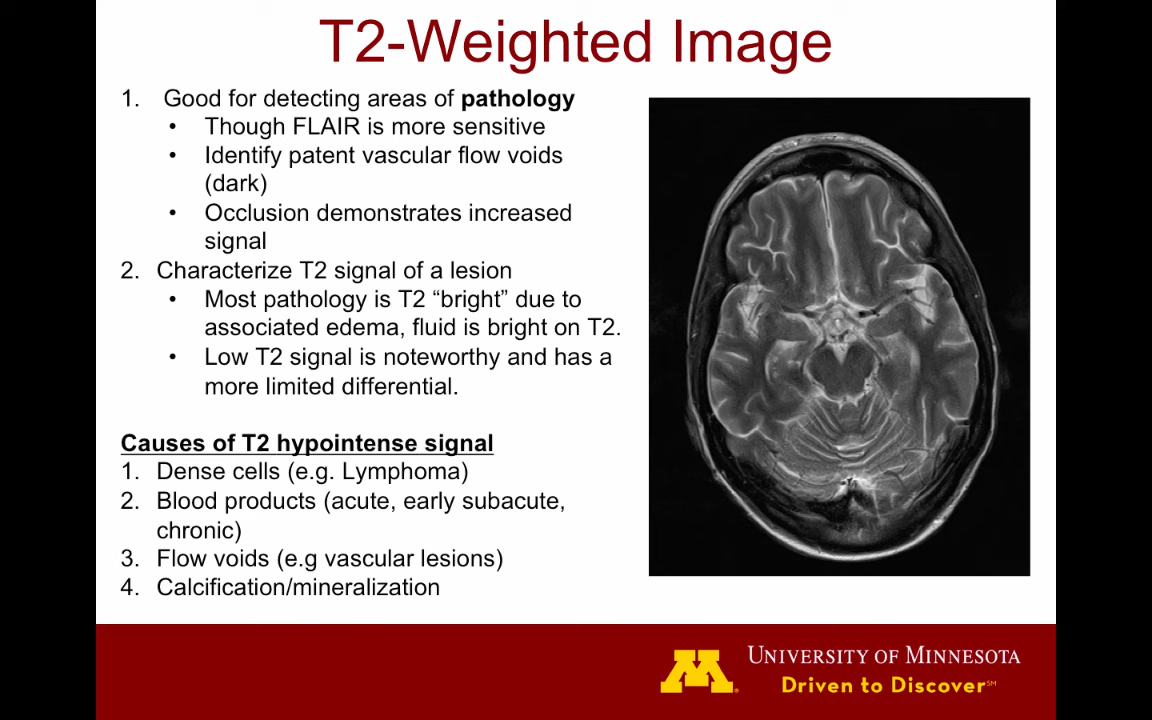 T2-Weighted Image
1. Good for detecting areas of pathology
• Though FLAIR is more sensitive
• Identify patent vascular flow voids
(dark)
• Occlusion demonstrates increased
signal
2. Characterize T2 signal of a lesion
• Most pathology is T2 “bright” due to
associated edema, fluid is bright on T2.
• Low T2 signal is noteworthy and has a
more limited differential.
Causes of T2 hypointense signal
1. Dense cells (e.g. Lymphoma)
2. Blood products (acute, early subacute,
chronic)
3. Flow voids (e.g vascular lesions)
4. Calcification/mineralization
M
UNIVERSITY OF MINNESOTA
Driven to Discover℠